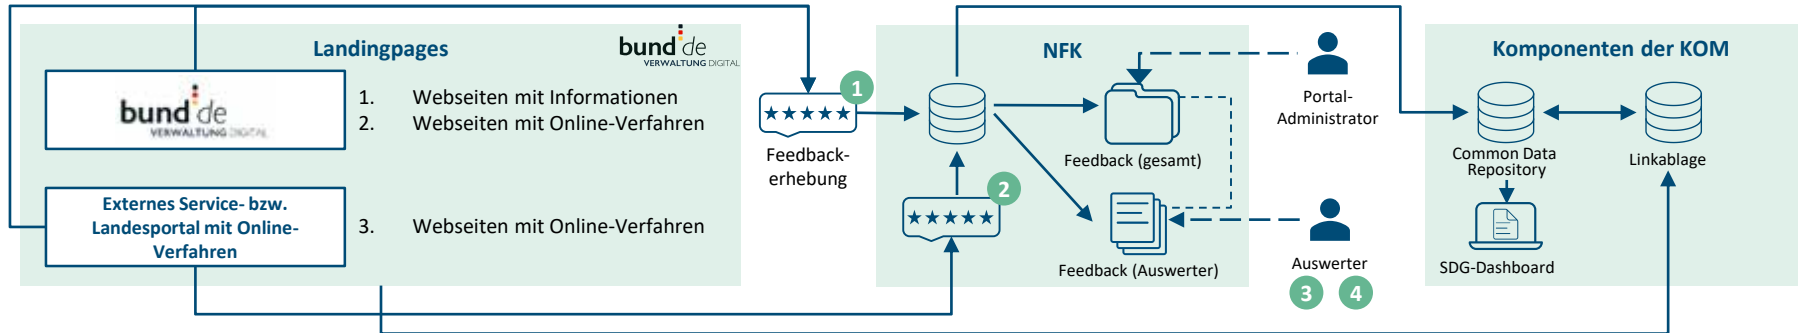 Landingpages
bund.de
VERWALTUNG DIGITAL
bund.de
VERWALTUNG DIGITAL
1. Webseiten mit Informationen
2. Webseiten mit Online-Verfahren
Externes Service- bzw.
Landesportal mit Online-
Verfahren
3. Webseiten mit Online-Verfahren
1
Feedback-
erhebung
NFK
2
Feedback (gesamt)
Feedback (Auswerter)
Portal-
Administrator
Auswerter
3 4
Komponenten der KOM
Common Data
Repository
Linkablage
SDG-Dashboard